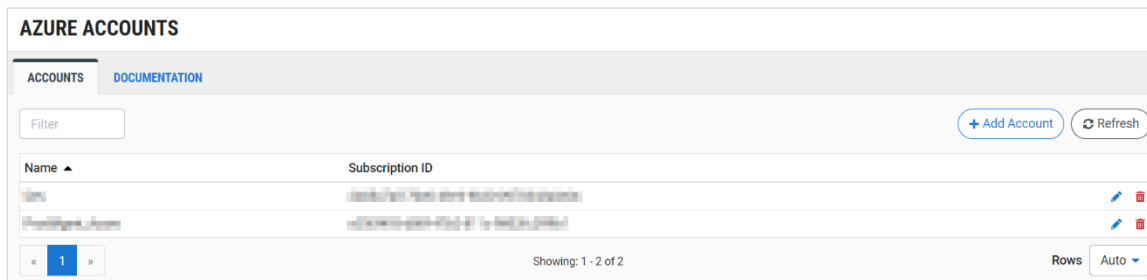 AZURE ACCOUNTS
ACCOUNTS DOCUMENTATION
Filter + Add Account Refresh
Name Subscription ID
« 1 » Showing: 1 - 2 of 2 Rows Auto